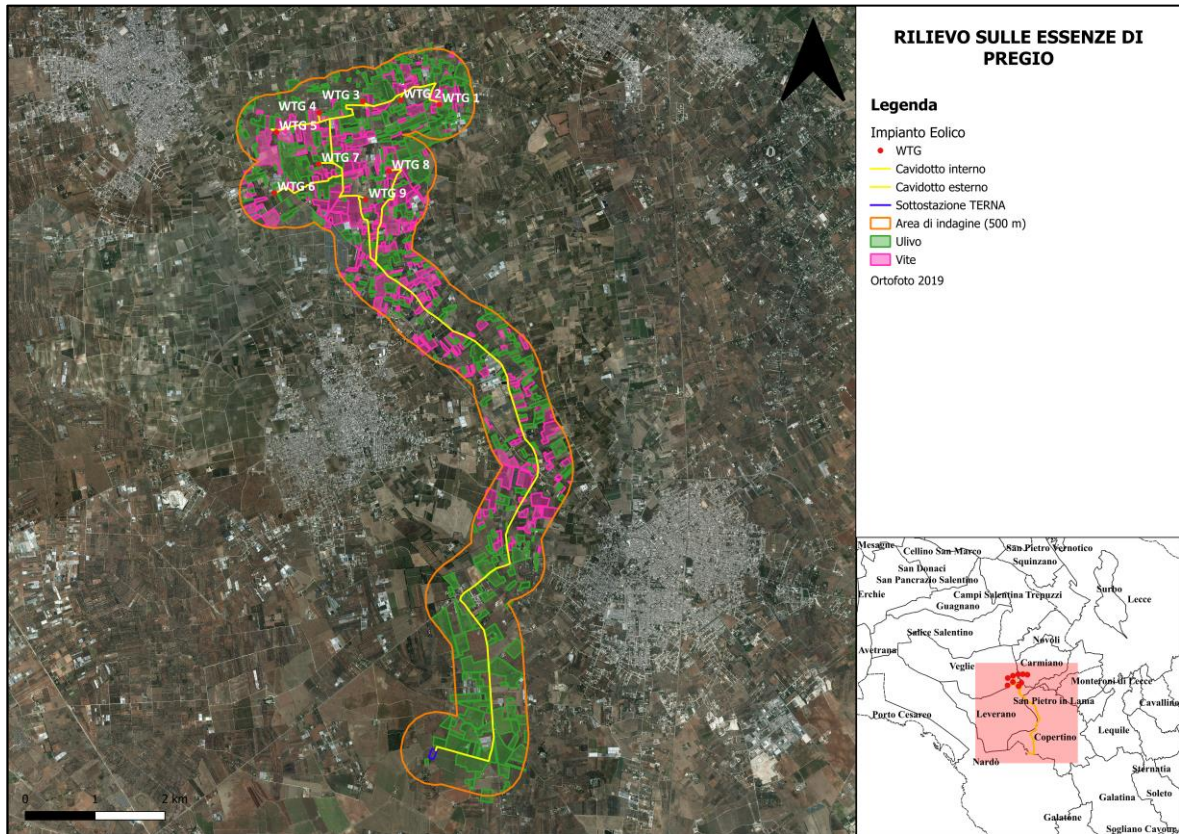 RILIEVO SULLE ESSENZE DI
PREGIO
Legenda
Impianto Eolico
WTG
Cavidotto interno
Cavidotto esterno
Sottostazione TERNA
Area di indagine (500 m)
Ulivo
Vite
Ortofoto 2019
WTG 1
WTG 2
WTG 3
WTG 4
WTG 5
WTG 7
WTG 8
WTG 6
WTG 9
0 1 2 km
Mesagne
Cellino San Marco
San Pietro Vernotico
Squinzano
San Donaci
San Pancrazio Salentino
Erchie
Campi Salentina
Trepuzzi
Surbo
Lecce
Guagnano
Salice Salentino
Novoli
Avetrana
Veglie
Carmiano
Monteroni di Lecce
San Pietro in Lama
Cavallino
Porto Cesareo
Leverano
Copertino
Lequile
Nardò
Sternatia
Galatina
Soleto
Galatone
Sogliano Cavour